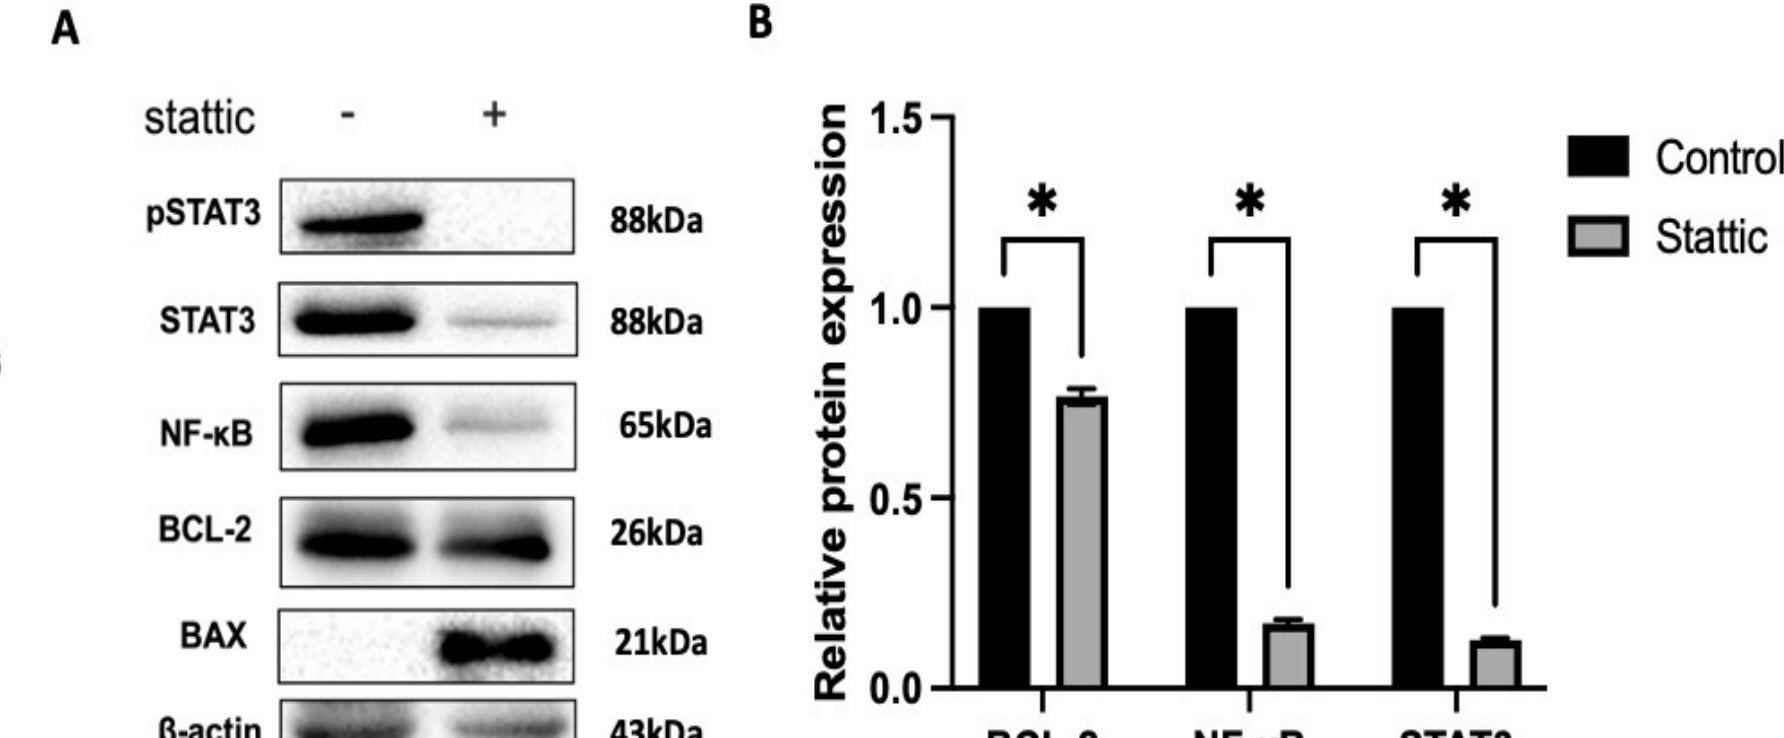 A
stattic - +
pSTAT3 88kDa
STAT3 88kDa
NF-κB 65kDa
BCL-2 26kDa
BAX 21kDa
β-actin 43kDa
B
Relative protein expression
1.5
1.0
0.5
0.0
* * *
Control
Stattic